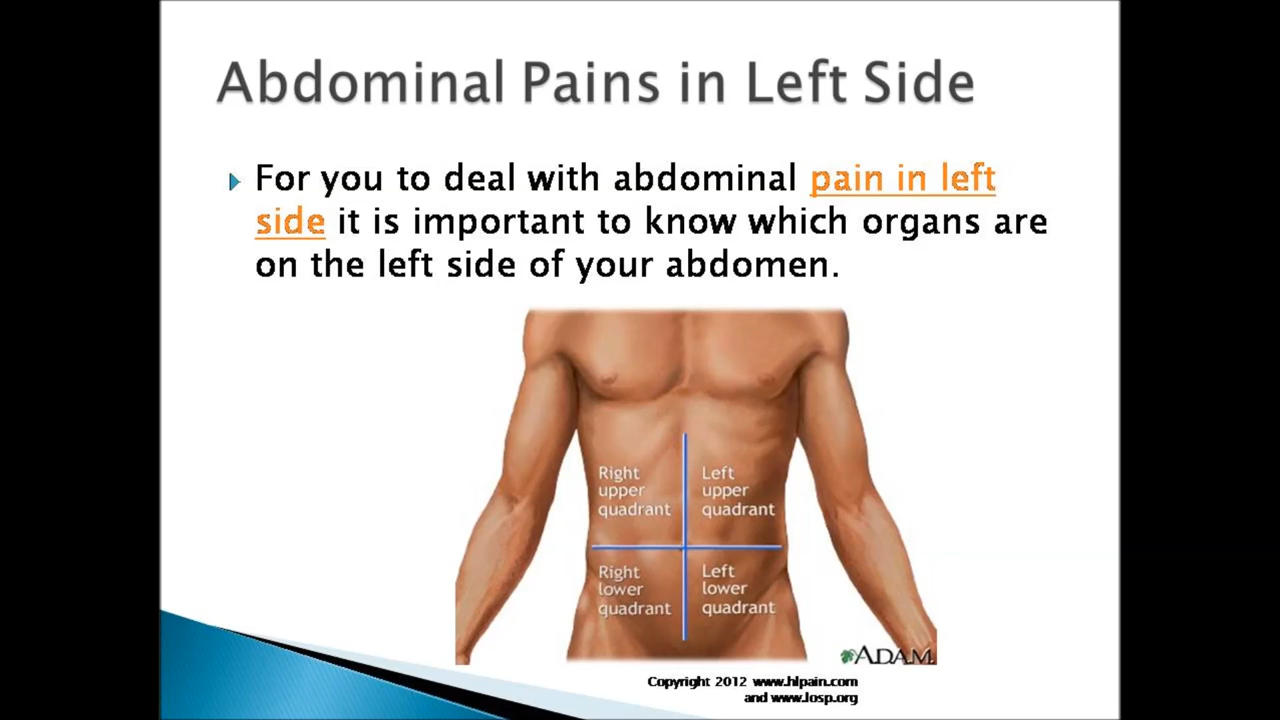 Abdominal Pains in Left Side
For you to deal with abdominal pain in left
side it is important to know which organs are
on the left side of your abdomen.
Right
upper
quadrant
Left
upper
quadrant
Right
lower
quadrant
Left
lower
quadrant
A.D.A.M.
Copyright 2012 www.hlpain.com
and www.losp.org